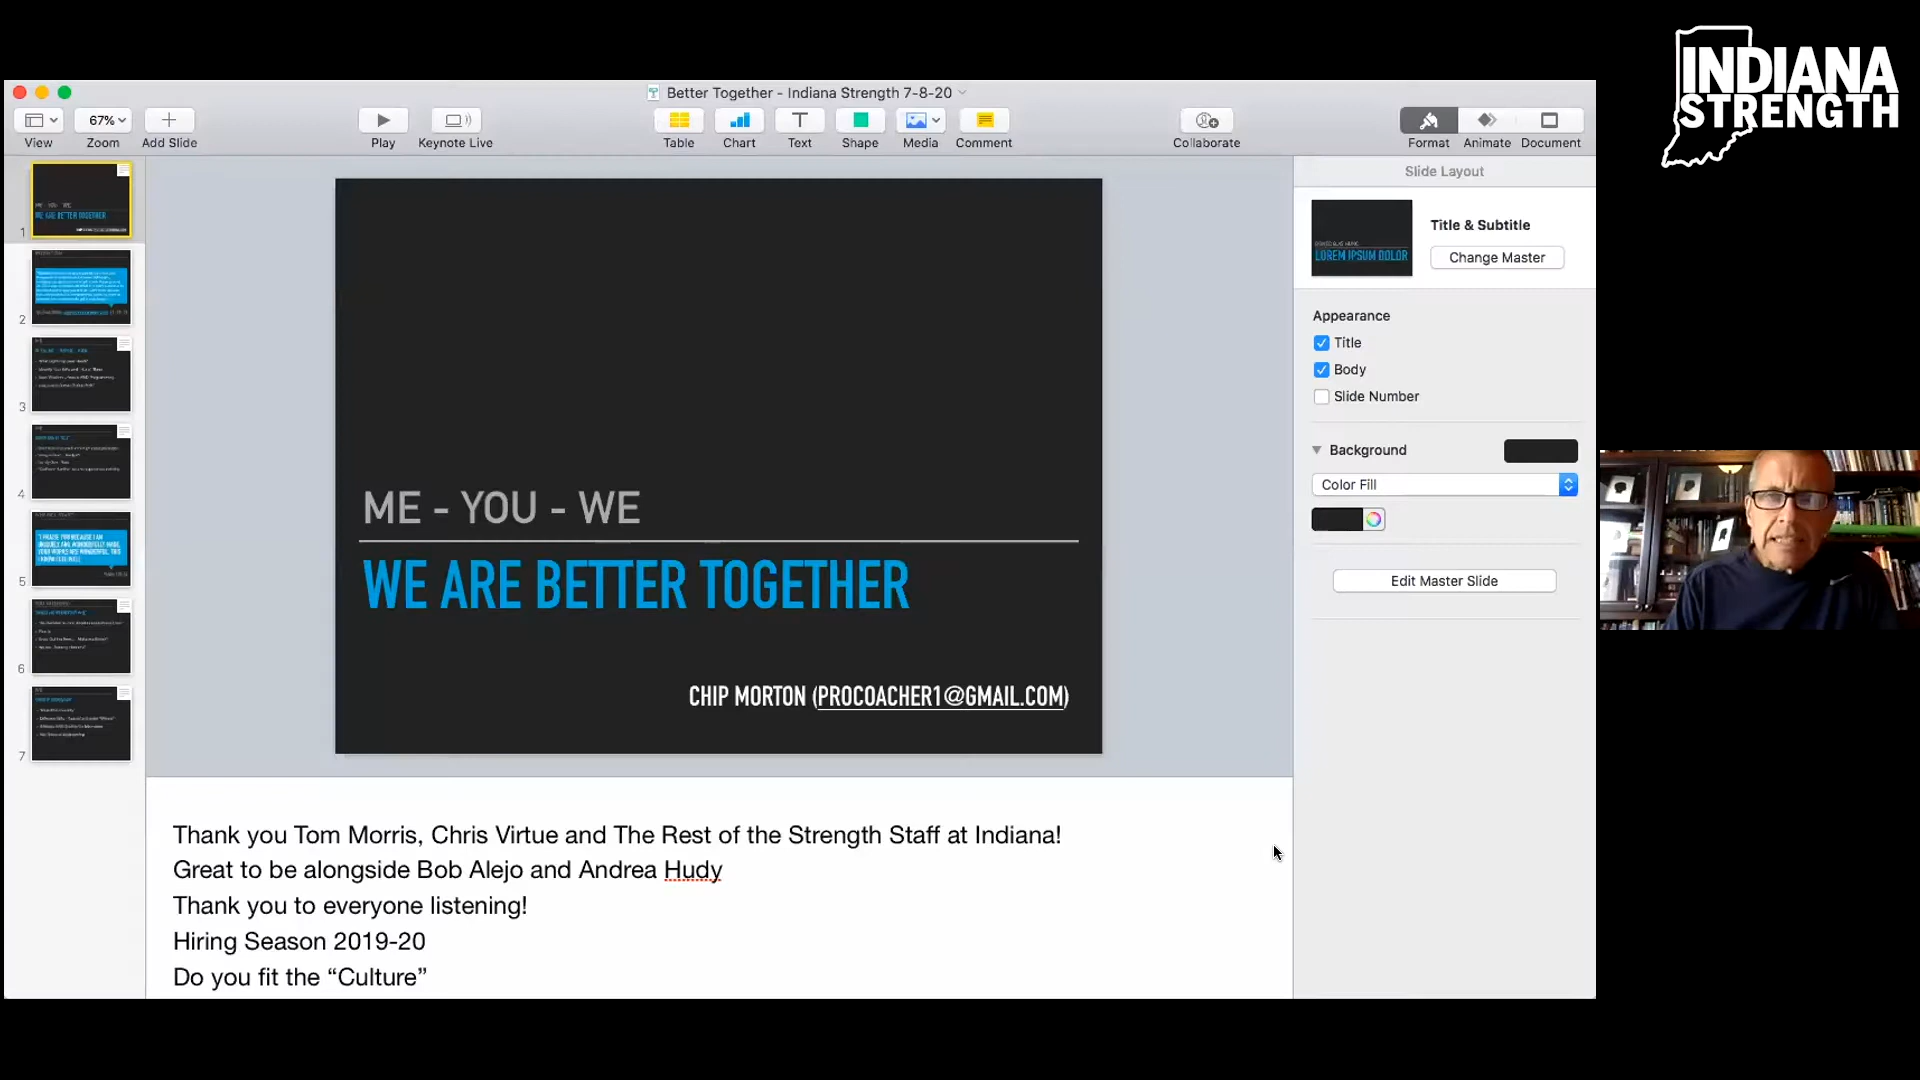 INDIANA
STRENGTH
Better Together - Indiana Strength 7-8-20
67%
View
Zoom
Add Slide
Play
Keynote Live
Table
Chart
Text
Shape
Media
Comment
Collaborate
Format
Animate
Document
1
WE ARE BETTER TOGETHER
2
3
4
5
6
7
ME - YOU - WE
WE ARE BETTER TOGETHER
CHIP MORTON (PROCOACHER1@GMAIL.COM)
Thank you Tom Morris, Chris Virtue and The Rest of the Strength Staff at Indiana!
Great to be alongside Bob Alejo and Andrea Hudy
Thank you to everyone listening!
Hiring Season 2019-20
Do you fit the “Culture”
Slide Layout
LOREM IPSUM DOLOR
Title & Subtitle
Change Master
Appearance
Title
Body
Slide Number
Background
Color Fill
Edit Master Slide